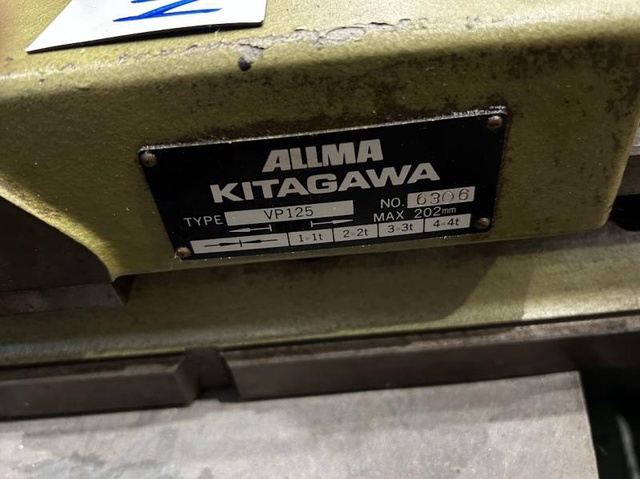 ALLMA
KITAGAWA
TYPE VP125 NO. 6306
MAX 202mm
1-1t 2-2t 3-3t 4-4t